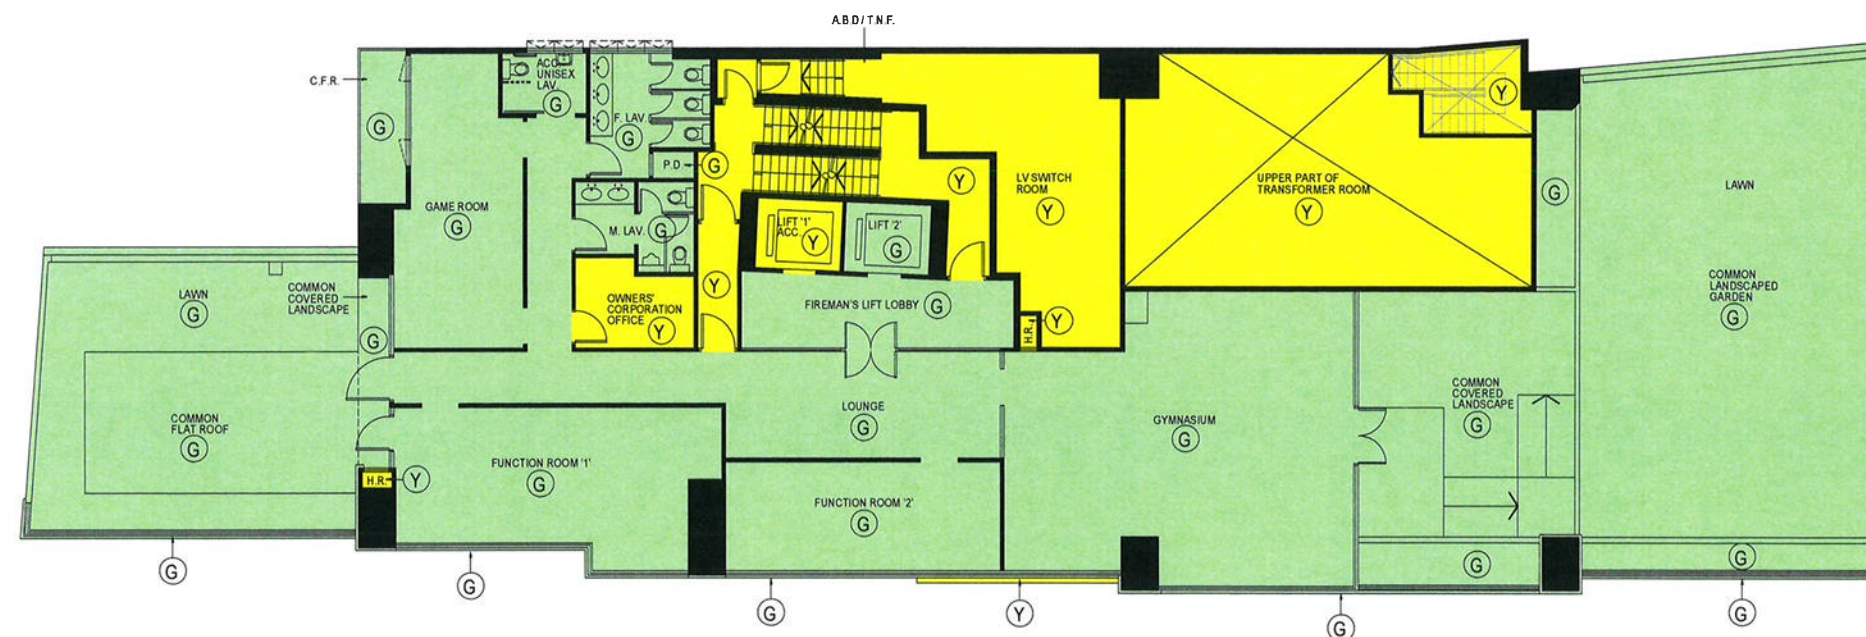 A.B.D./T.N.F.
C.F.R.
G
ACC.
UNISEX
LAV.
G
F. LAV.
G
P.D.
G
GAME ROOM
G
M. LAV.
G
LIFT '1'
ACC.
Y
LIFT '2'
G
Y
LV SWITCH
ROOM
Y
UPPER PART OF
TRANSFORMER ROOM
Y
Y
G
LAWN
COMMON
LANDSCAPED
GARDEN
G
LAWN
G
COMMON
COVERED
LANDSCAPE
G
OWNERS'
CORPORATION
OFFICE
Y
Y
FIREMAN'S LIFT LOBBY
G
H.R.
Y
COMMON
FLAT ROOF
G
LOUNGE
G
GYMNASIUM
G
COMMON
COVERED
LANDSCAPE
G
H.R.
Y
FUNCTION ROOM '1'
G
FUNCTION ROOM '2'
G
G
G
G
G
G
Y
G
G